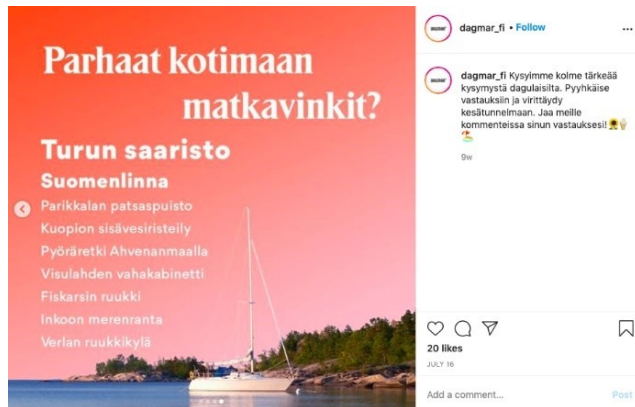 Parhaat kotimaan
matkavinkit?
Turun saaristo
Suomenlinna
Parikkalan patsaspuisto
Kuopion sisävesiristeily
Pyöräretki Ahvenanmaalla
Visulahden vahakabinetti
Fiskarsin ruukki
Inkoon merenranta
Verlan ruukkikylä
dagmar_fi • Follow
dagmar_fi Kysyimme kolme tärkeää
kysymystä dagulaisilta. Pyyhkäise
vastauksiin ja virittäydy
kesätunnelmaan. Jaa meille
kommenteissa sinun vastauksesi!🌻🍦
🏖️
9w
20 likes
JULY 16
Add a comment...
Post